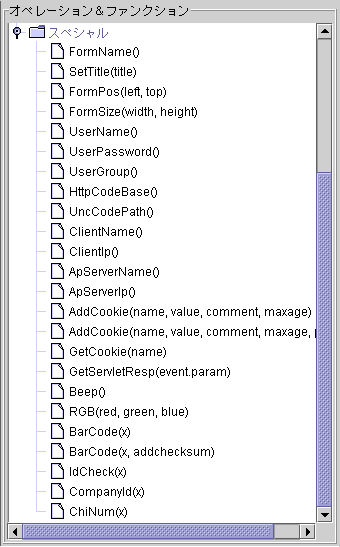 オペレーション＆ファンクション
スペシャル
FormName()
SetTitle(title)
FormPos(left, top)
FormSize(width, height)
UserName()
UserPassword()
UserGroup()
HttpCodeBase()
UncCodePath()
ClientName()
ClientIp()
ApServerName()
ApServerIp()
AddCookie(name, value, comment, maxage)
AddCookie(name, value, comment, maxage,
GetCookie(name)
GetServletResp(event.param)
Beep()
RGB(red, green, blue)
BarCode(x)
BarCode(x, addchecksum)
IdCheck(x)
CompanyId(x)
ChiNum(x)